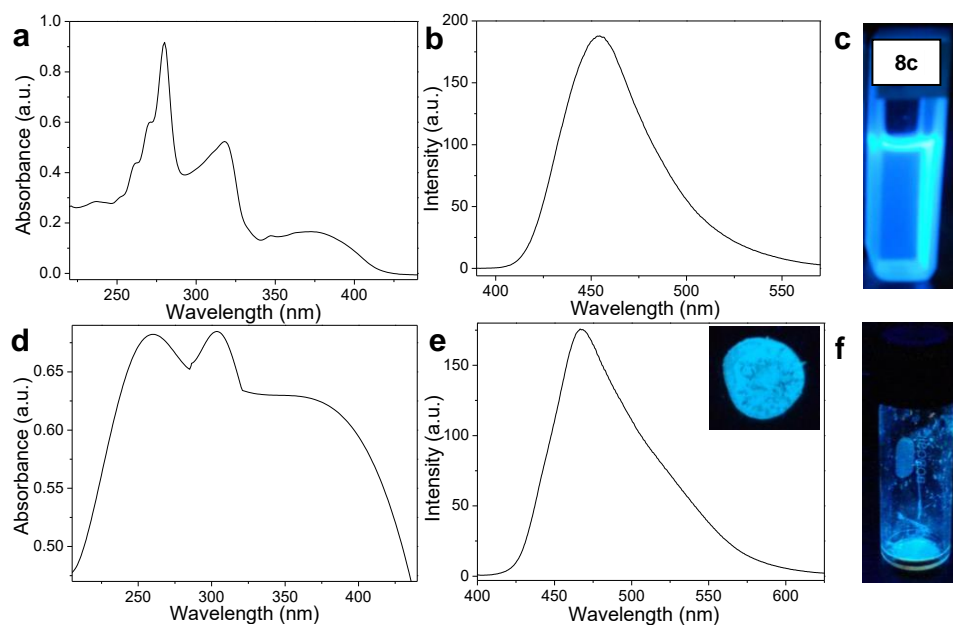 a
1.0
0.8
0.6
0.4
0.2
0.0
Absorbance (a.u.)
250 300 350 400
Wavelength (nm)
b
200
150
100
50
0
Intensity (a.u.)
400 450 500 550
Wavelength (nm)
c
8c
d
0.65
0.60
0.55
0.50
Absorbance (a.u.)
250 300 350 400
Wavelength (nm)
e
150
100
50
0
Intensity (a.u.)
400 450 500 550 600
Wavelength (nm)
f